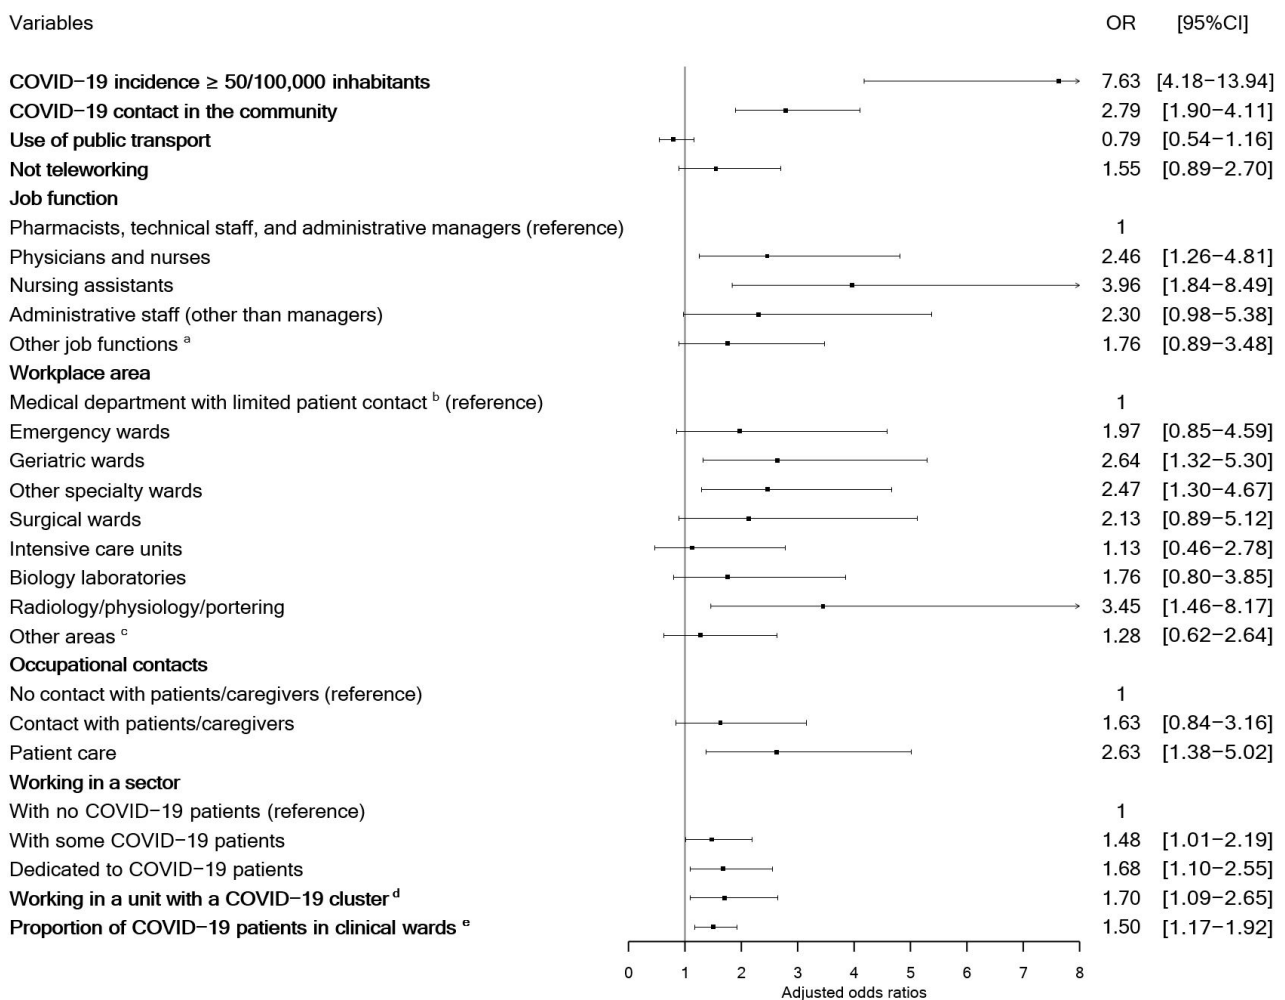 Variables OR [95%CI]
COVID−19 incidence ≥ 50/100,000 inhabitants 7.63 [4.18−13.94]
COVID−19 contact in the community 2.79 [1.90−4.11]
Use of public transport 0.79 [0.54−1.16]
Not teleworking 1.55 [0.89−2.70]
Job function
Pharmacists, technical staff, and administrative managers (reference) 1
Physicians and nurses 2.46 [1.26−4.81]
Nursing assistants 3.96 [1.84−8.49]
Administrative staff (other than managers) 2.30 [0.98−5.38]
Other job functions a 1.76 [0.89−3.48]
Workplace area
Medical department with limited patient contact b (reference) 1
Emergency wards 1.97 [0.85−4.59]
Geriatric wards 2.64 [1.32−5.30]
Other specialty wards 2.47 [1.30−4.67]
Surgical wards 2.13 [0.89−5.12]
Intensive care units 1.13 [0.46−2.78]
Biology laboratories 1.76 [0.80−3.85]
Radiology/physiology/portering 3.45 [1.46−8.17]
Other areas c 1.28 [0.62−2.64]
Occupational contacts
No contact with patients/caregivers (reference) 1
Contact with patients/caregivers 1.63 [0.84−3.16]
Patient care 2.63 [1.38−5.02]
Working in a sector
With no COVID−19 patients (reference) 1
With some COVID−19 patients 1.48 [1.01−2.19]
Dedicated to COVID−19 patients 1.68 [1.10−2.55]
Working in a unit with a COVID−19 cluster d 1.70 [1.09−2.65]
Proportion of COVID−19 patients in clinical wards e 1.50 [1.17−1.92]
0 1 2 3 4 5 6 7 8
Adjusted odds ratios